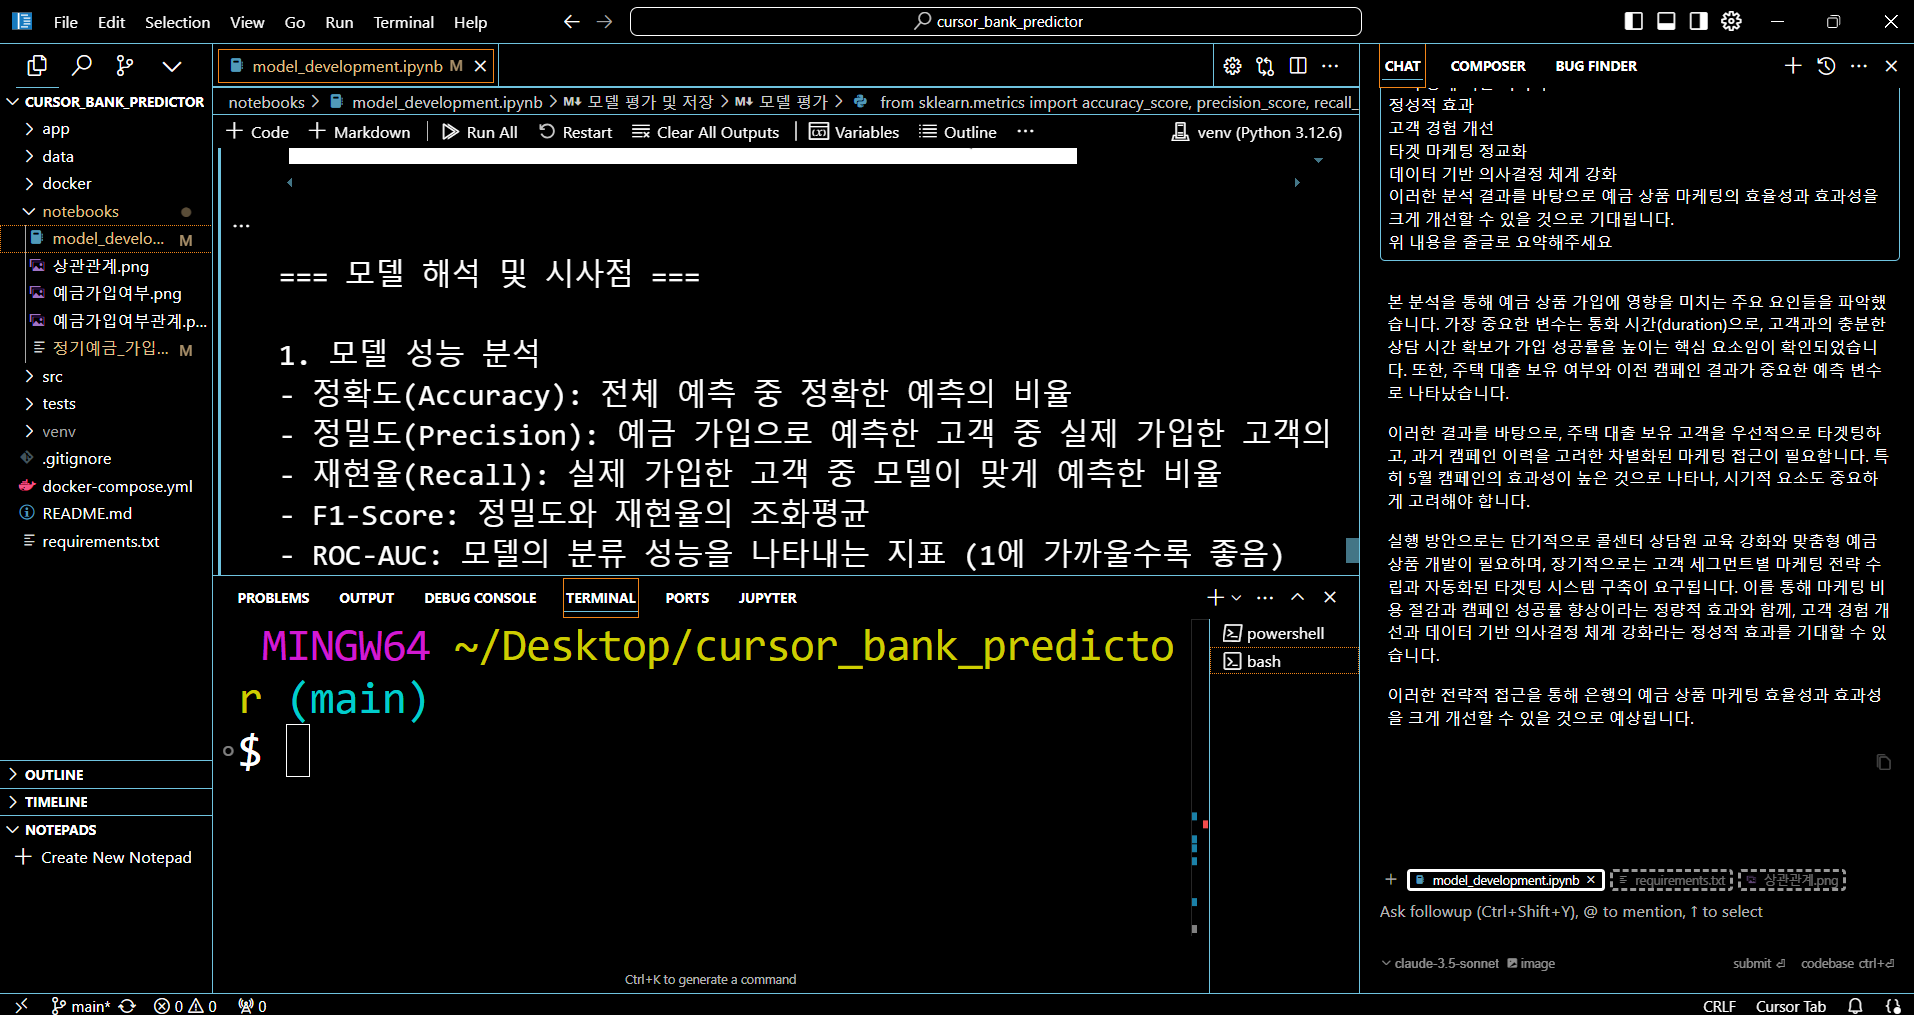 File Edit Selection View Go Run Terminal Help
cursor_bank_predictor
CURSOR_BANK_PREDICTOR
app
data
docker
notebooks
model_develo... M
상관관계.png
예금가입여부.png
예금가입여부관계.p...
정기예금_가입... M
src
tests
venv
.gitignore
docker-compose.yml
README.md
requirements.txt
OUTLINE
TIMELINE
NOTEPADS
Create New Notepad
model_development.ipynb M
notebooks > model_development.ipynb > M↓ 모델 평가 및 저장 > M↓ 모델 평가 > from sklearn.metrics import accuracy_score, precision_score, recall_
+ Code + Markdown Run All Restart Clear All Outputs Variables Outline ... venv (Python 3.12.6)
...
=== 모델 해석 및 시사점 ===
1. 모델 성능 분석
- 정확도(Accuracy): 전체 예측 중 정확한 예측의 비율
- 정밀도(Precision): 예금 가입으로 예측한 고객 중 실제 가입한 고객의
- 재현율(Recall): 실제 가입한 고객 중 모델이 맞게 예측한 비율
- F1-Score: 정밀도와 재현율의 조화평균
- ROC-AUC: 모델의 분류 성능을 나타내는 지표 (1에 가까울수록 좋음)
PROBLEMS OUTPUT DEBUG CONSOLE TERMINAL PORTS JUPYTER
MINGW64 ~/Desktop/cursor_bank_predicto
r (main)
$
powershell
bash
Ctrl+K to generate a command
CHAT COMPOSER BUG FINDER
정성적 효과
고객 경험 개선
타겟 마케팅 정교화
데이터 기반 의사결정 체계 강화
이러한 분석 결과를 바탕으로 예금 상품 마케팅의 효율성과 효과성을
크게 개선할 수 있을 것으로 기대됩니다.
위 내용을 줄글로 요약해주세요
본 분석을 통해 예금 상품 가입에 영향을 미치는 주요 요인들을 파악했
습니다. 가장 중요한 변수는 통화 시간(duration)으로, 고객과의 충분한
상담 시간 확보가 가입 성공률을 높이는 핵심 요소임이 확인되었습니
다. 또한, 주택 대출 보유 여부와 이전 캠페인 결과가 중요한 예측 변수
로 나타났습니다.
이러한 결과를 바탕으로, 주택 대출 보유 고객을 우선적으로 타겟팅하
고, 과거 캠페인 이력을 고려한 차별화된 마케팅 접근이 필요합니다. 특
히 5월 캠페인의 효과성이 높은 것으로 나타나, 시기적 요소도 중요하
게 고려해야 합니다.
실행 방안으로는 단기적으로 콜센터 상담원 교육 강화와 맞춤형 예금
상품 개발이 필요하며, 장기적으로는 고객 세그먼트별 마케팅 전략 수
립과 자동화된 타겟팅 시스템 구축이 요구됩니다. 이를 통해 마케팅 비
용 절감과 캠페인 성공률 향상이라는 정량적 효과와 함께, 고객 경험 개
선과 데이터 기반 의사결정 체계 강화라는 정성적 효과를 기대할 수 있
습니다.
이러한 전략적 접근을 통해 은행의 예금 상품 마케팅 효율성과 효과성
을 크게 개선할 수 있을 것으로 예상됩니다.
+ model_development.ipynb × requirements.txt 상관관계.png
Ask followup (Ctrl+Shift+Y), @ to mention, ↑ to select
claude-3.5-sonnet image submit ⏎ codebase ctrl+⏎
main* 0 0 0 CRLF Cursor Tab